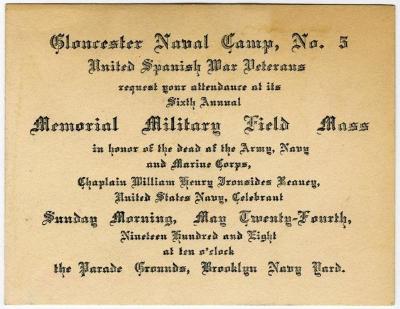 Gloucester Naval Camp, No. 5
United Spanish War Veterans
request your attendance at its
Sixth Annual
Memorial Military Field Mass
in honor of the dead of the Army, Navy
and Marine Corps,
Chaplain William Henry Ironsides Reaney,
United States Navy, Celebrant
Sunday Morning, May Twenty-Fourth,
Nineteen Hundred and Eight
at ten o'clock
the Parade Grounds, Brooklyn Navy Yard.